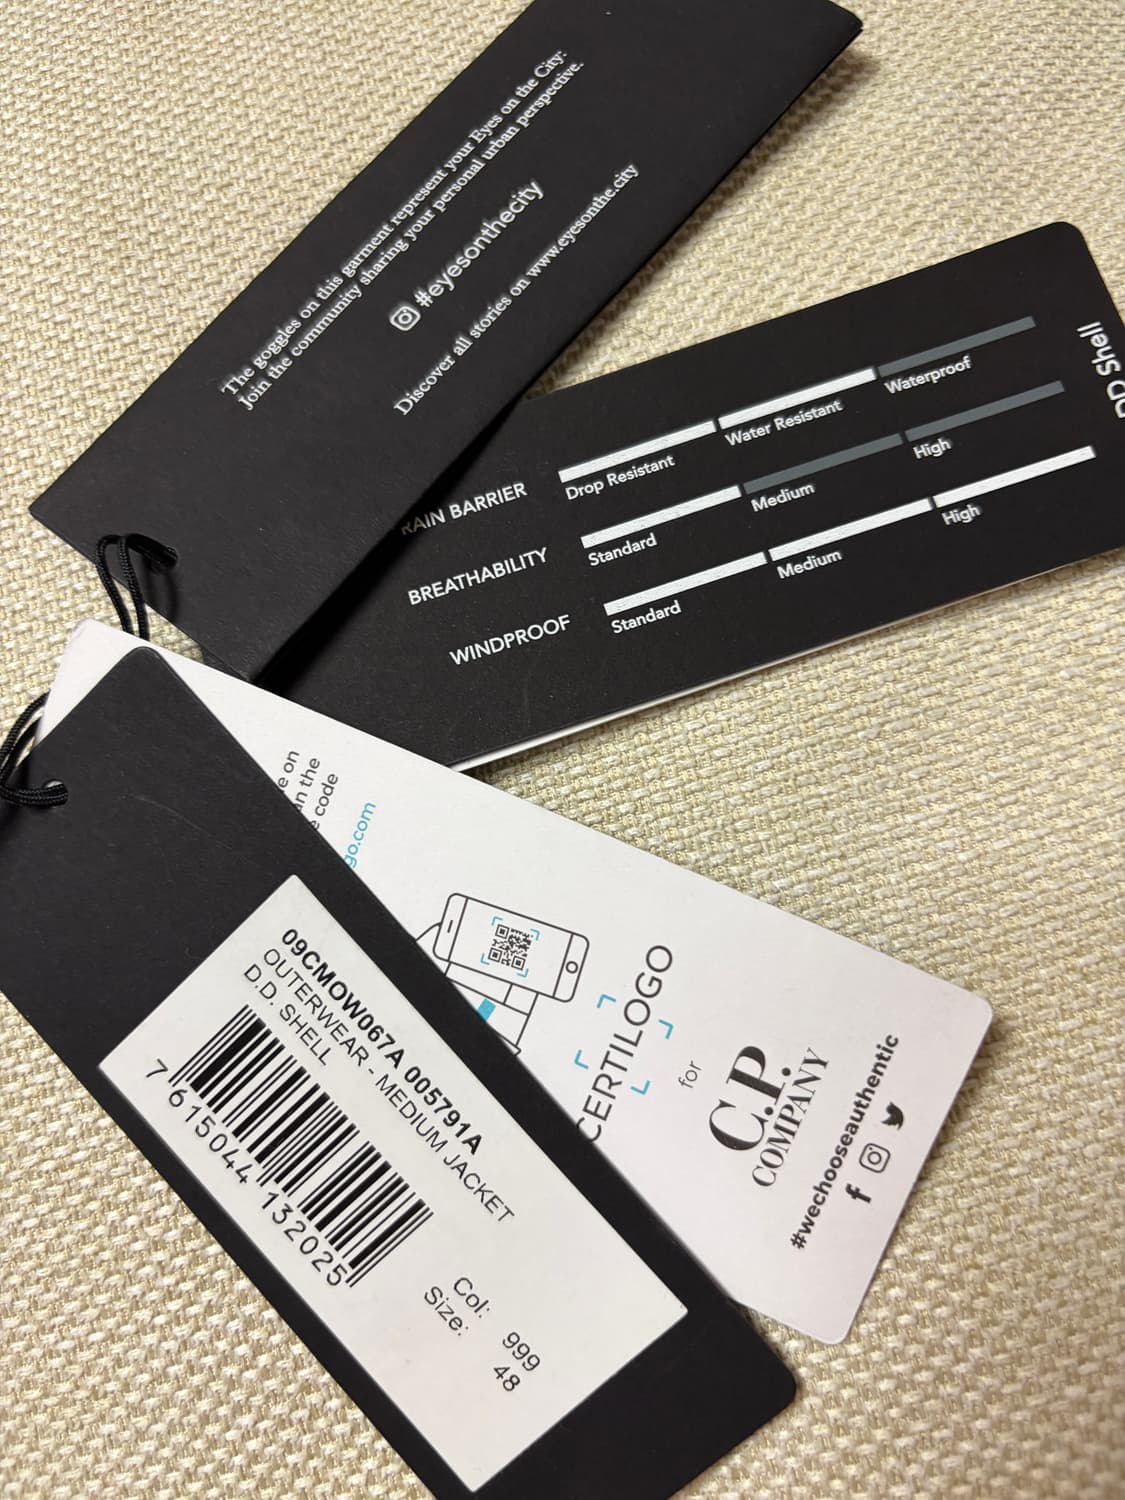 The goggles on this garment represent your Eyes on the City:
Join the community sharing your personal urban perspective.
#eyesonthecity
Discover all stories on www.eyesonthe.city
RAIN BARRIER
Drop Resistant
Water Resistant
Waterproof
BREATHABILITY
Standard
Medium
High
WINDPROOF
Standard
Medium
High
DD Shell
e on
an the
e code
go.com
CERTILOGO
for
C.P.
COMPANY
#wechooseauthentic
09CMOW067A 005791A
OUTERWEAR - MEDIUM JACKET
D.D. SHELL
7 615044 132025
Col: 999
Size: 48